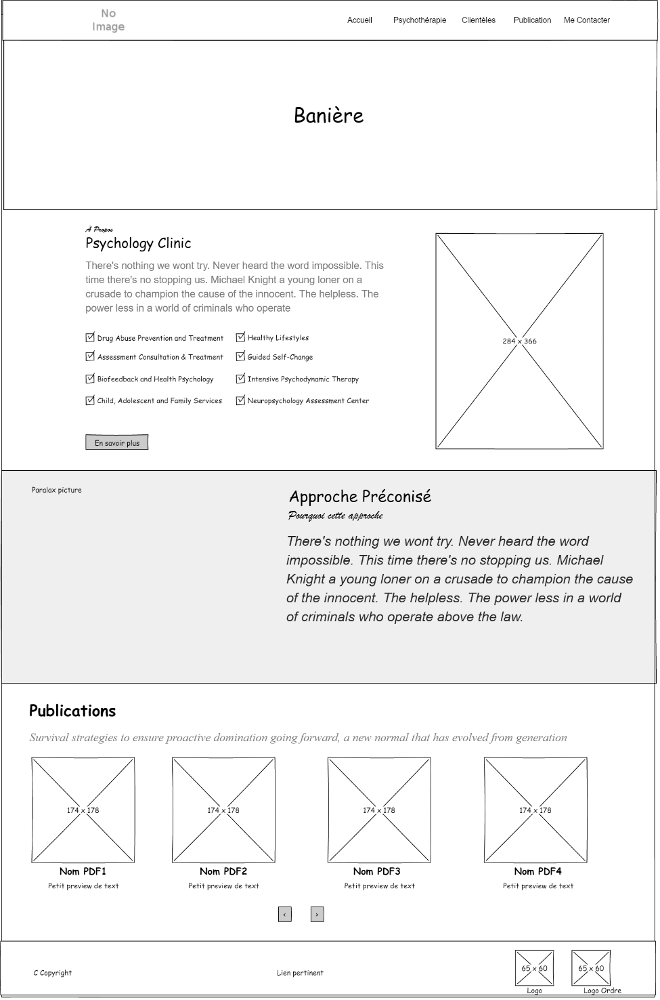 No
Image
Accueil Psychothérapie Clientèles Publication Me Contacter
Banière
À Propos
Psychology Clinic
There's nothing we wont try. Never heard the word impossible. This
time there's no stopping us. Michael Knight a young loner on a
crusade to champion the cause of the innocent. The helpless. The
power less in a world of criminals who operate
Drug Abuse Prevention and Treatment Healthy Lifestyles
Assessment Consultation & Treatment Guided Self-Change
Biofeedback and Health Psychology Intensive Psychodynamic Therapy
Child, Adolescent and Family Services Neuropsychology Assessment Center
284 x 366
En savoir plus
Paralax picture
Approche Préconisé
Pourquoi cette approche
There's nothing we wont try. Never heard the word
impossible. This time there's no stopping us. Michael
Knight a young loner on a crusade to champion the cause
of the innocent. The helpless. The power less in a world
of criminals who operate above the law.
Publications
Survival strategies to ensure proactive domination going forward, a new normal that has evolved from generation
174 x 178 174 x 178 174 x 178 174 x 178
Nom PDF1 Nom PDF2 Nom PDF3 Nom PDF4
Petit preview de text Petit preview de text Petit preview de text Petit preview de text
‹ ›
C Copyright Lien pertinent 65 x 60 65 x 60
Logo Logo Ordre